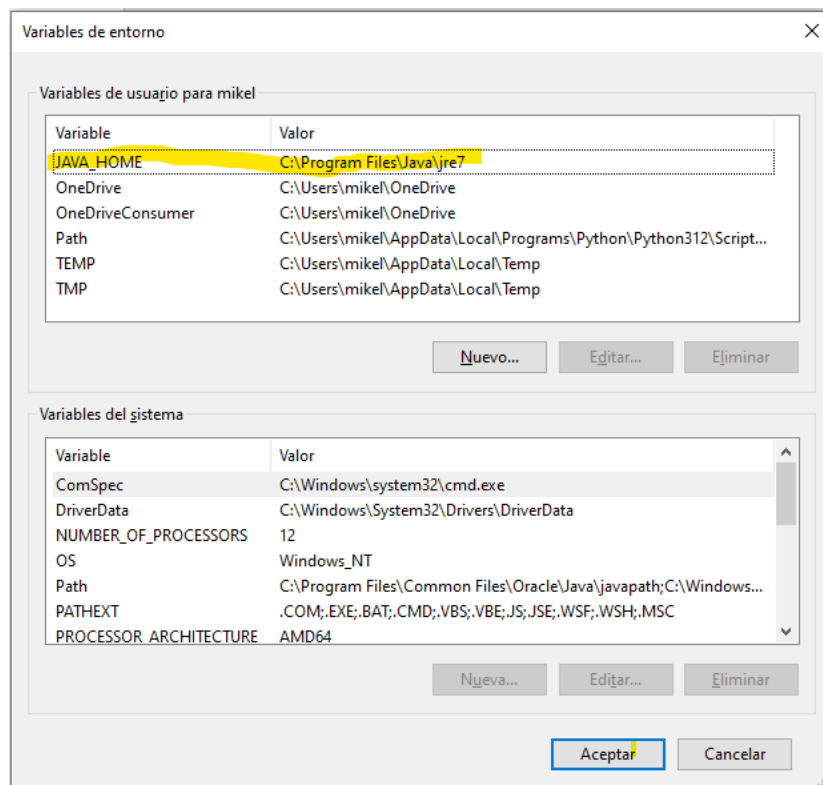 Variables de entorno
Variables de usuario para mikel
Variable Valor
JAVA_HOME C:\Program Files\Java\jre7
OneDrive C:\Users\mikel\OneDrive
OneDriveConsumer C:\Users\mikel\OneDrive
Path C:\Users\mikel\AppData\Local\Programs\Python\Python312\Script...
TEMP C:\Users\mikel\AppData\Local\Temp
TMP C:\Users\mikel\AppData\Local\Temp
Nuevo... Editar... Eliminar
Variables del sistema
Variable Valor
ComSpec C:\Windows\system32\cmd.exe
DriverData C:\Windows\System32\Drivers\DriverData
NUMBER_OF_PROCESSORS 12
OS Windows_NT
Path C:\Program Files\Common Files\Oracle\Java\javapath;C:\Windows...
PATHEXT .COM;.EXE;.BAT;.CMD;.VBS;.VBE;.JS;.JSE;.WSF;.WSH;.MSC
PROCESSOR_ARCHITECTURE AMD64
Nueva... Editar... Eliminar
Aceptar Cancelar